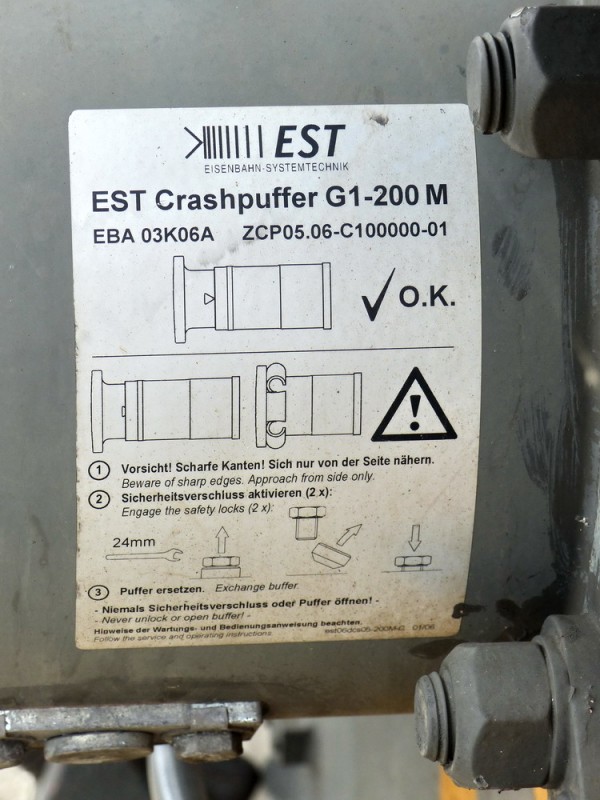 EST
EISENBAHN-SYSTEMTECHNIK
EST Crashpuffer G1-200 M
EBA 03K06A ZCP05.06-C100000-01
O.K.
1 Vorsicht! Scharfe Kanten! Sich nur von der Seite nähern.
Beware of sharp edges. Approach from side only.
2 Sicherheitsverschluss aktivieren (2 x):
Engage the safety locks (2 x):
24mm
3 Puffer ersetzen. Exchange buffer.
- Niemals Sicherheitsverschluss oder Puffer öffnen! -
- Never unlock or open buffer! -
Hinweise der Wartungs- und Bedienungsanweisung beachten.
Follow the service and operating instructions. 01/06